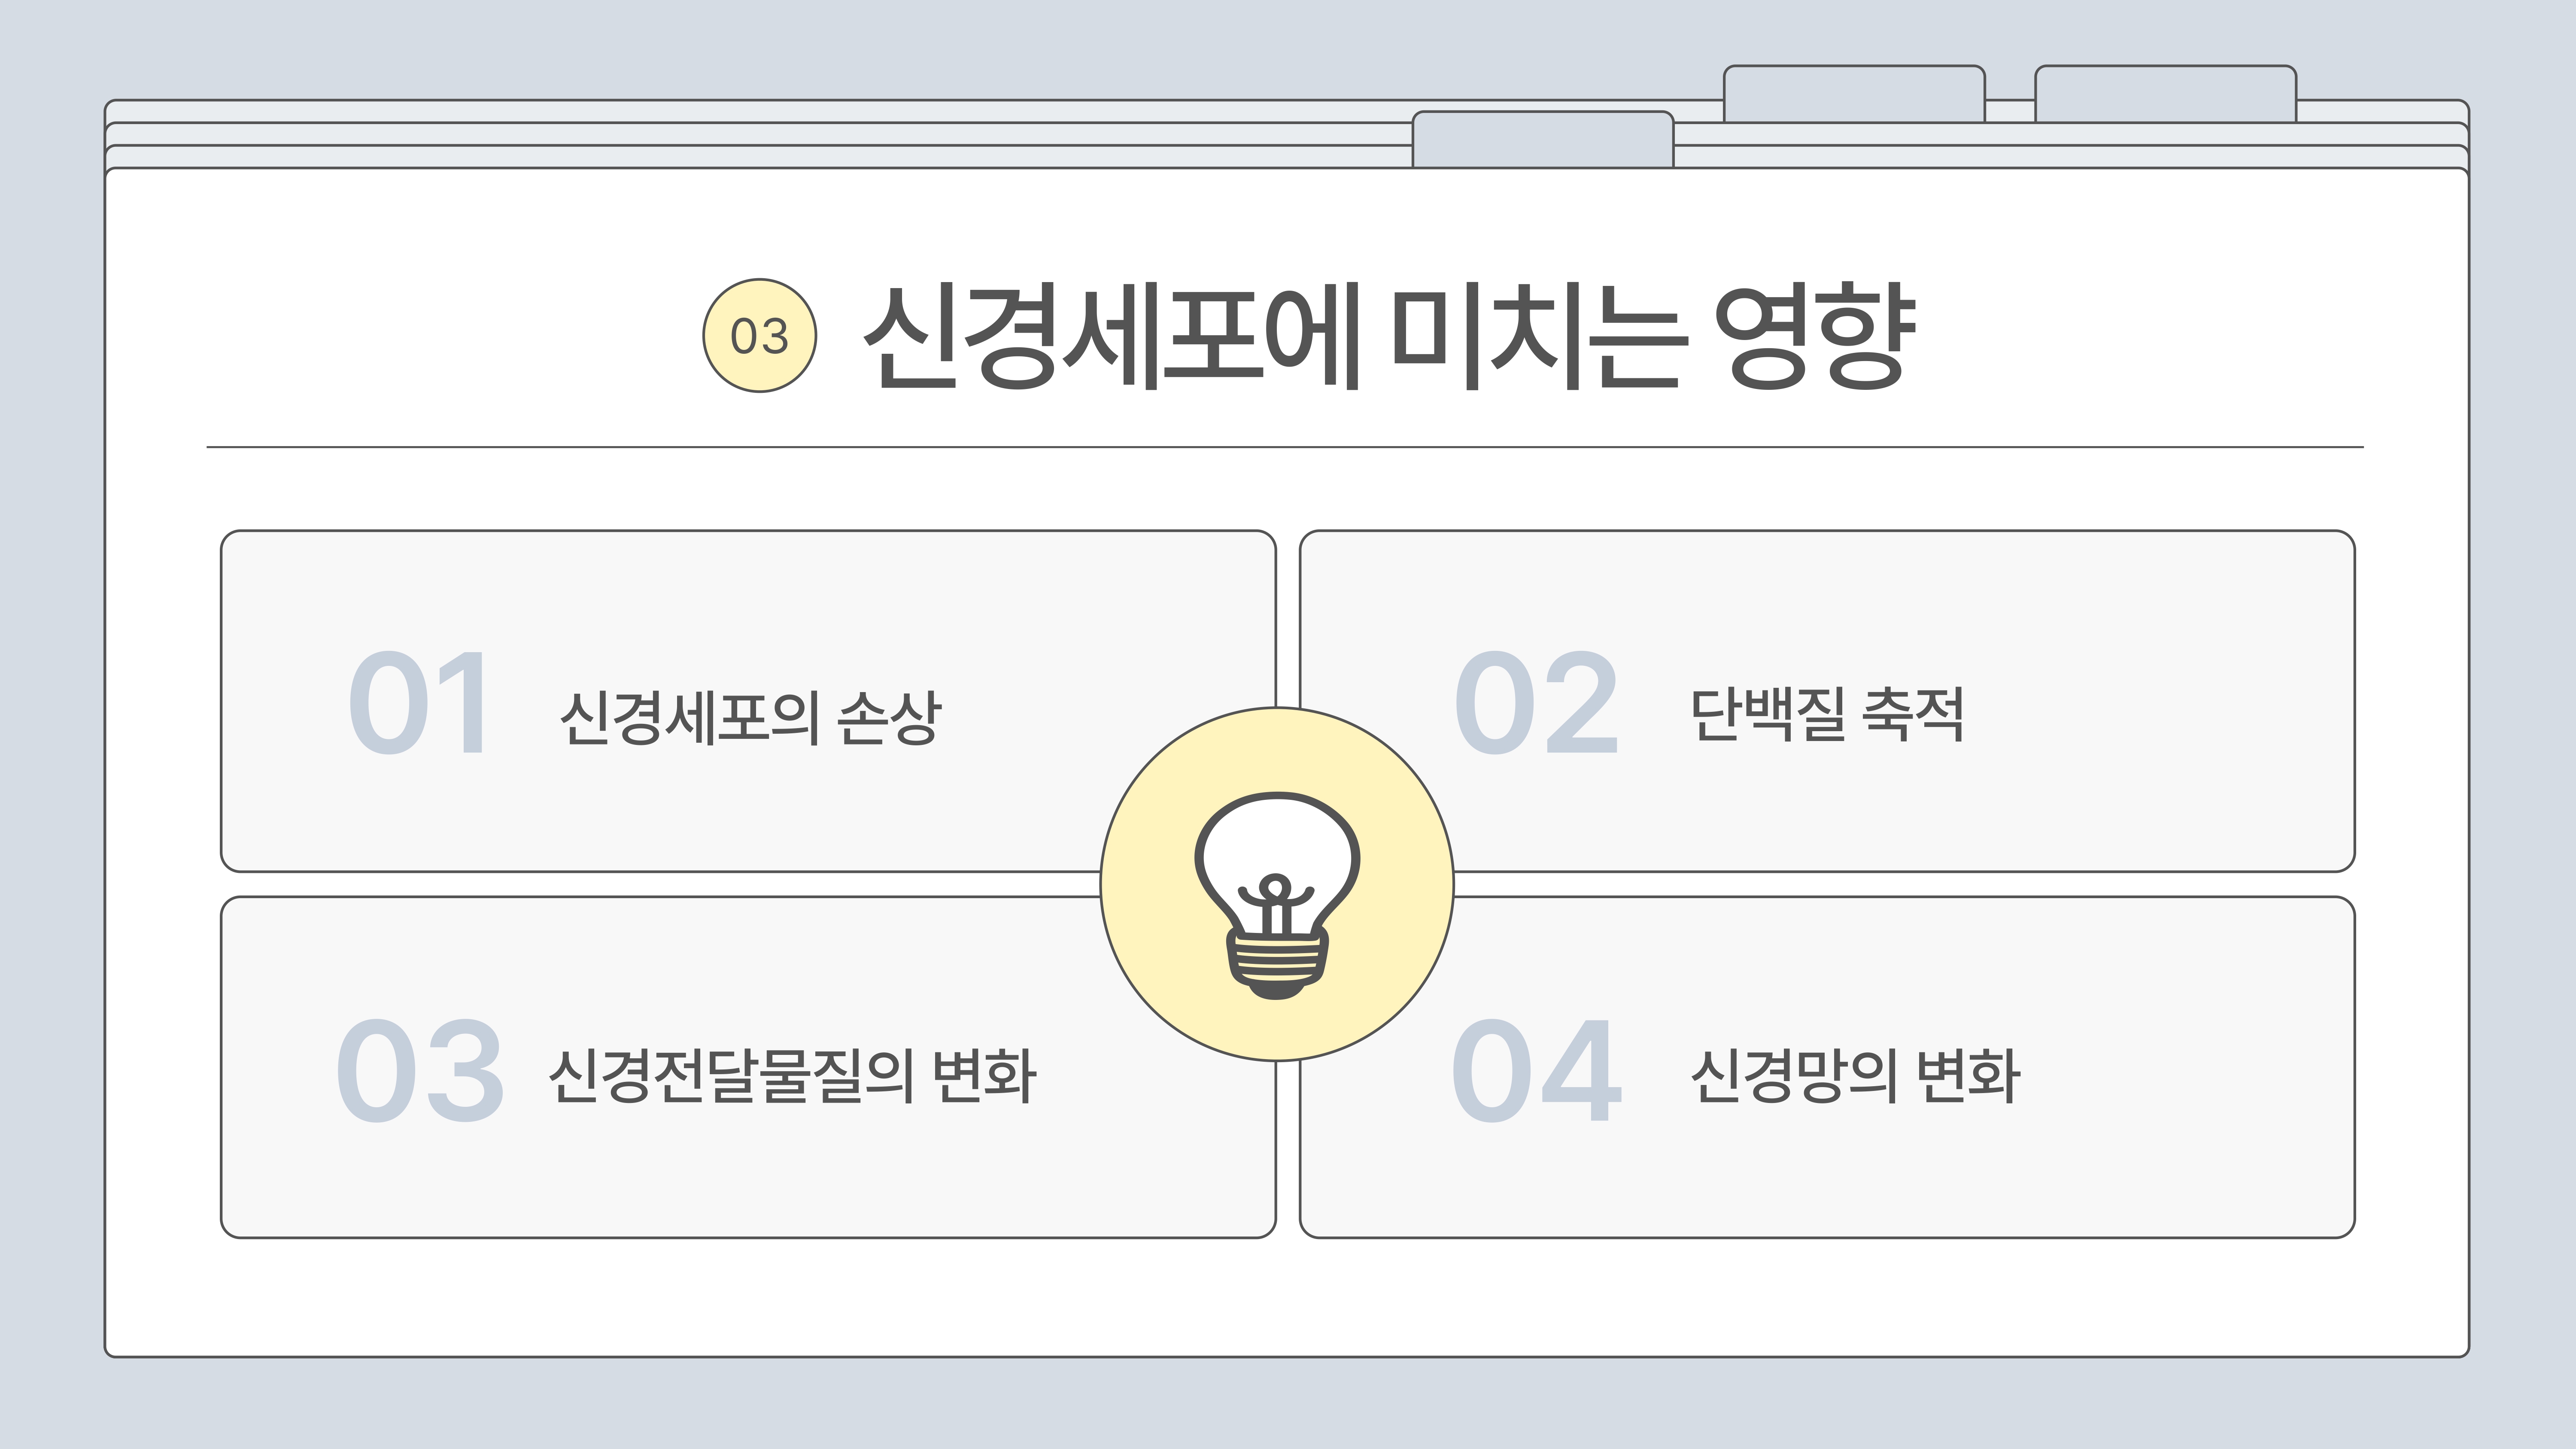 03 신경세포에 미치는 영향
01 신경세포의 손상
02 단백질 축적
03 신경전달물질의 변화
04 신경망의 변화